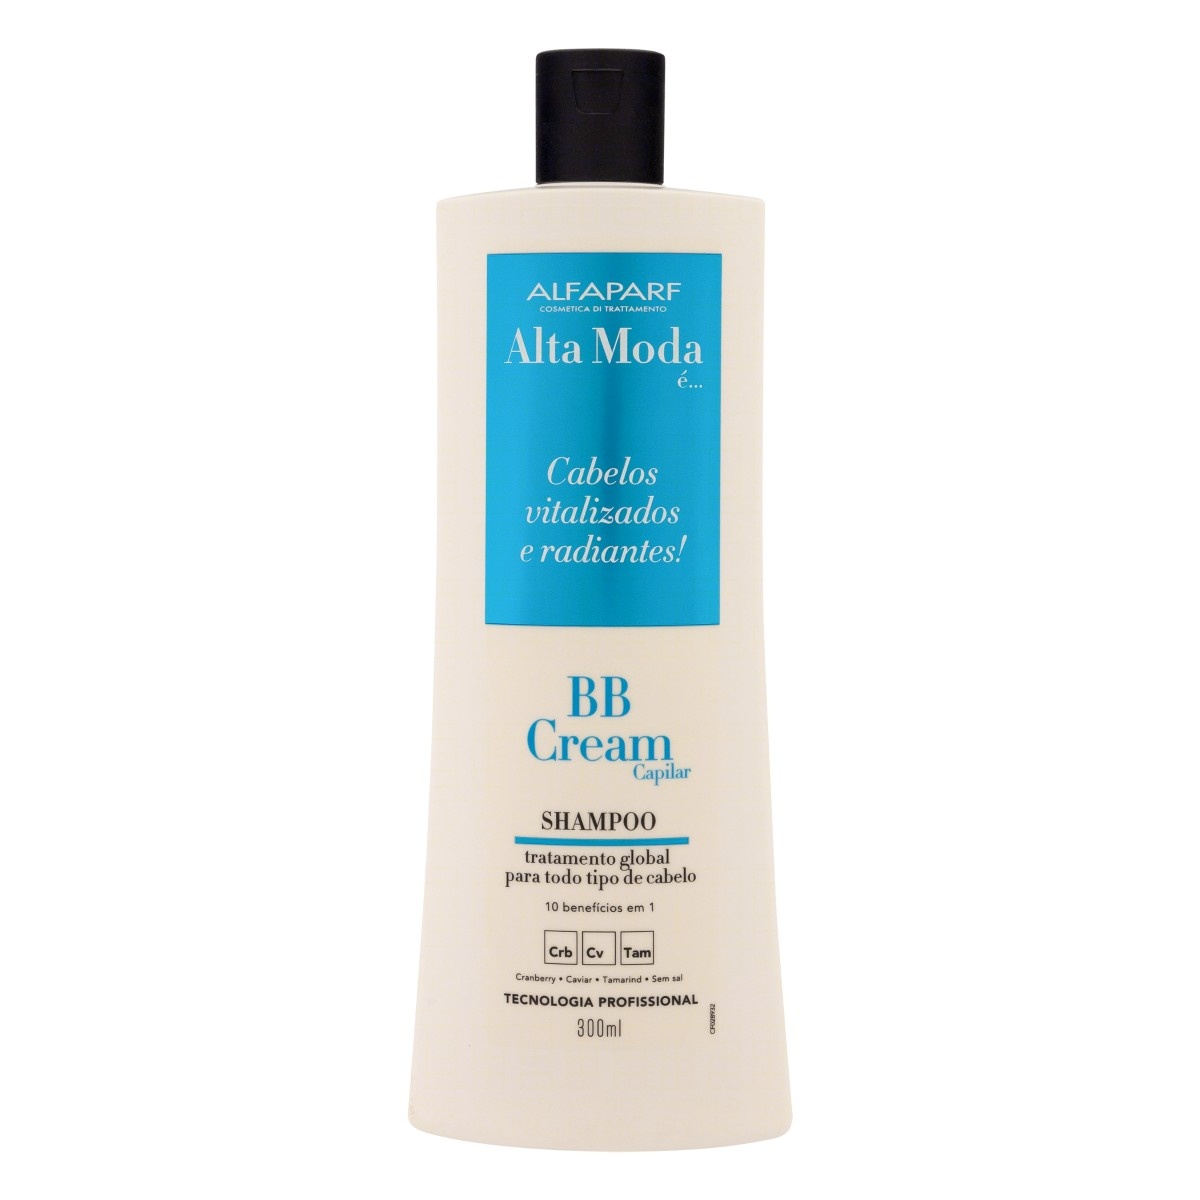 ALFAPARF
COSMETICA DI TRATTAMENTO
Alta Moda
é...
Cabelos
vitalizados
e radiantes!
BB
Cream
Capilar
SHAMPOO
tratamento global
para todo tipo de cabelo
10 benefícios em 1
Crb Cv Tam
Cranberry • Caviar • Tamarind • Sem sal
TECNOLOGIA PROFISSIONAL
300ml
CF028932